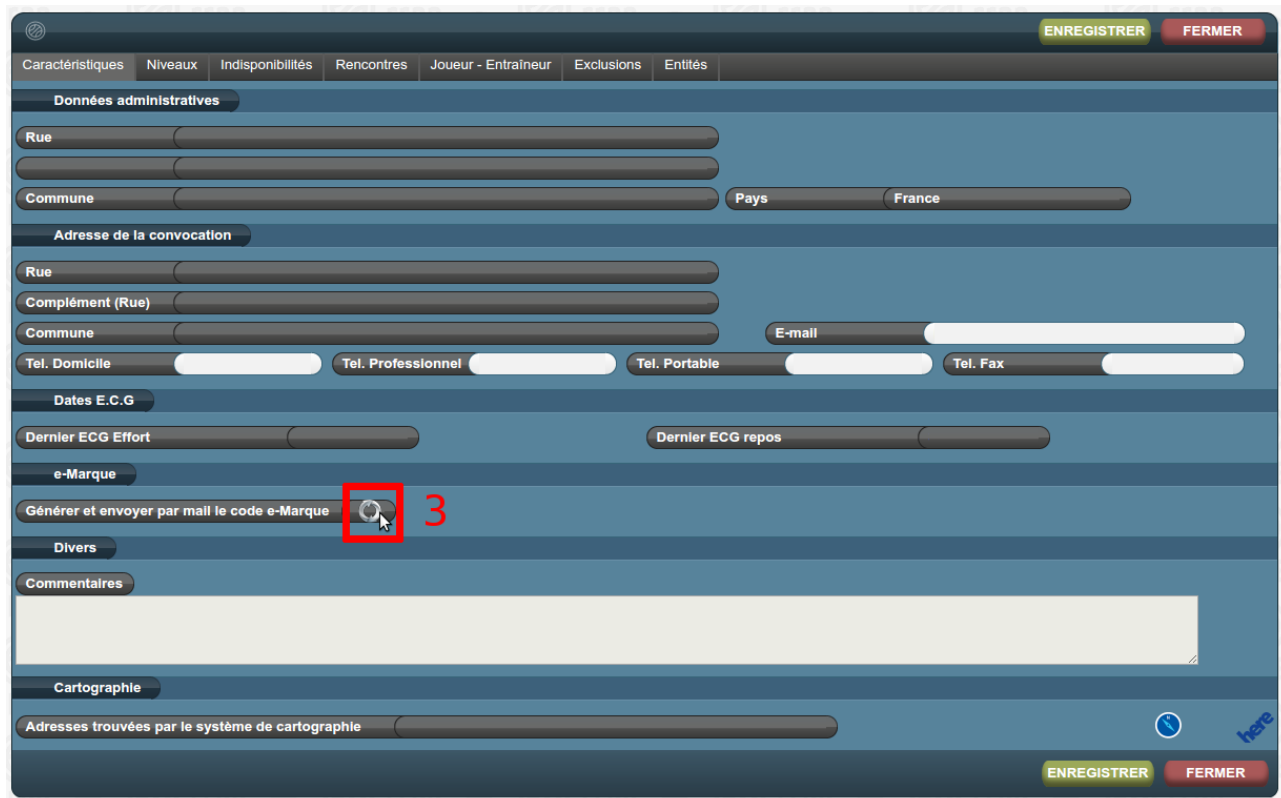 ENREGISTRER FERMER
Caractéristiques Niveaux Indisponibilités Rencontres Joueur - Entraîneur Exclusions Entités
Données administratives
Rue
Commune Pays France
Adresse de la convocation
Rue
Complément (Rue)
Commune E-mail
Tel. Domicile Tel. Professionnel Tel. Portable Tel. Fax
Dates E.C.G
Dernier ECG Effort Dernier ECG repos
e-Marque
Générer et envoyer par mail le code e-Marque 3
Divers
Commentaires
Cartographie
Adresses trouvées par le système de cartographie here
ENREGISTRER FERMER